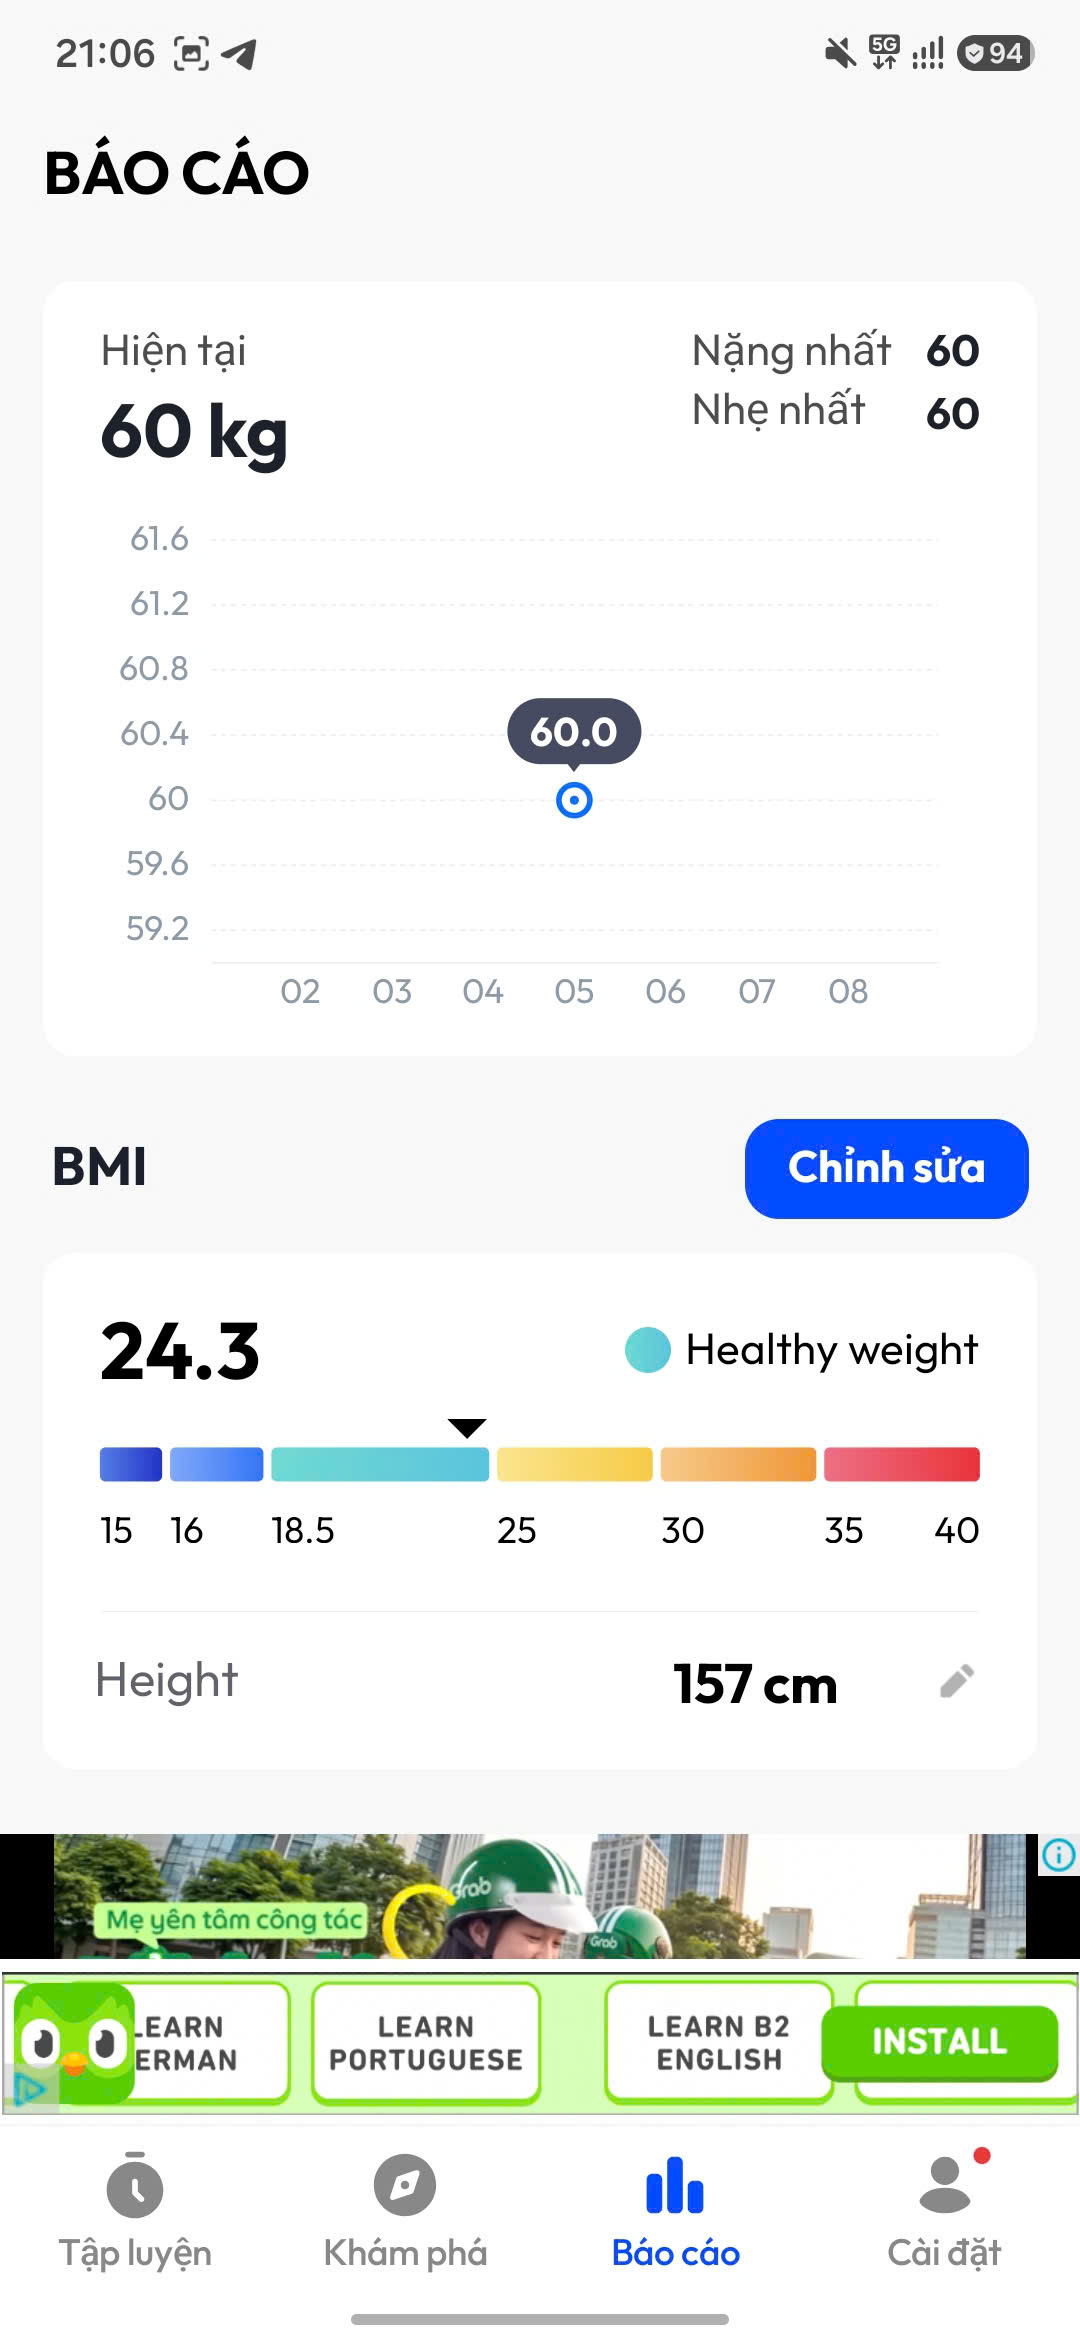 21:06
5G
94
BÁO CÁO
Hiện tại
60 kg
Nặng nhất 60
Nhẹ nhất 60
61.6
61.2
60.8
60.4
60.0
60
59.6
59.2
02 03 04 05 06 07 08
BMI
Chỉnh sửa
24.3
Healthy weight
15 16 18.5 25 30 35 40
Height
157 cm
Mẹ yên tâm công tác
Grab
Grab
LEARN
PORTUGUESE
LEARN B2
ENGLISH
INSTALL
Tập luyện
Khám phá
Báo cáo
Cài đặt